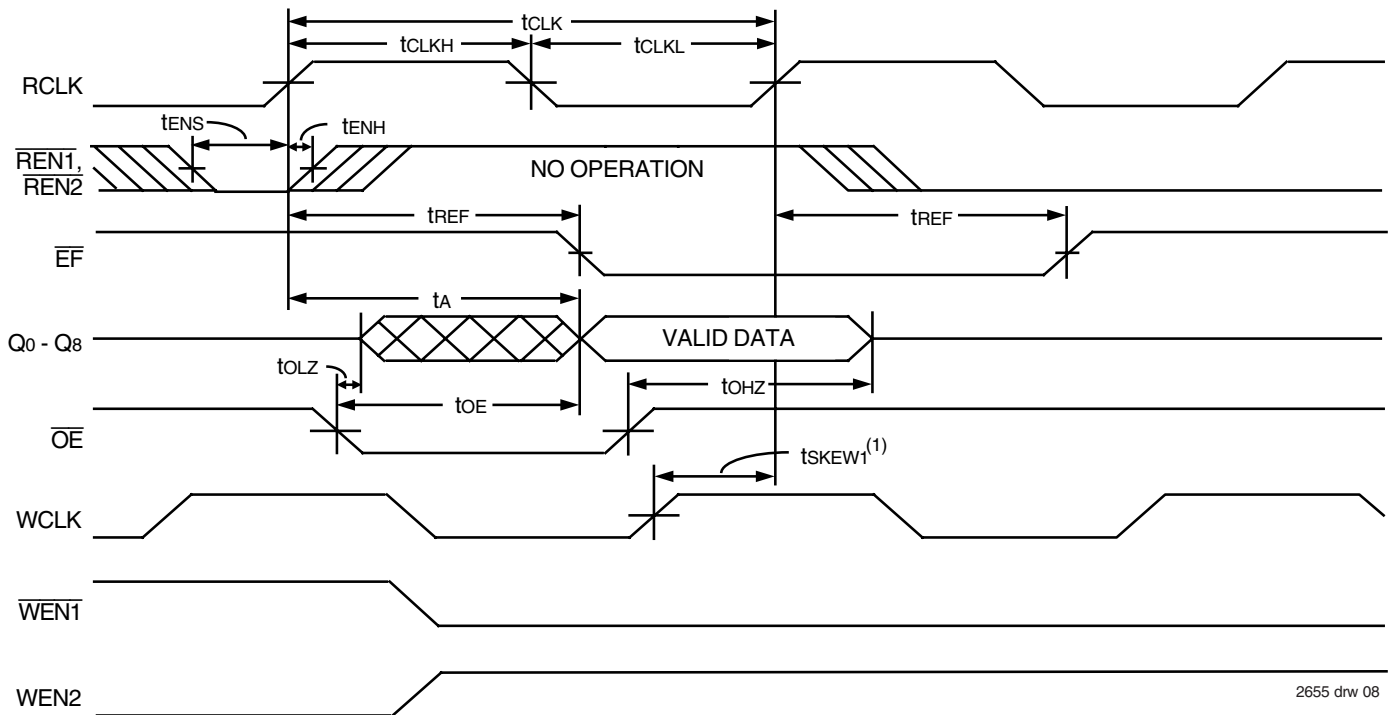 tCLK
tCLKH
tCLKL
RCLK
tENS
tENH
REN1,
REN2
NO OPERATION
tREF
tREF
EF
tA
Q0 - Q8
VALID DATA
tOLZ
tOHZ
tOE
OE
tSKEW1(1)
WCLK
WEN1
WEN2
2655 drw 08